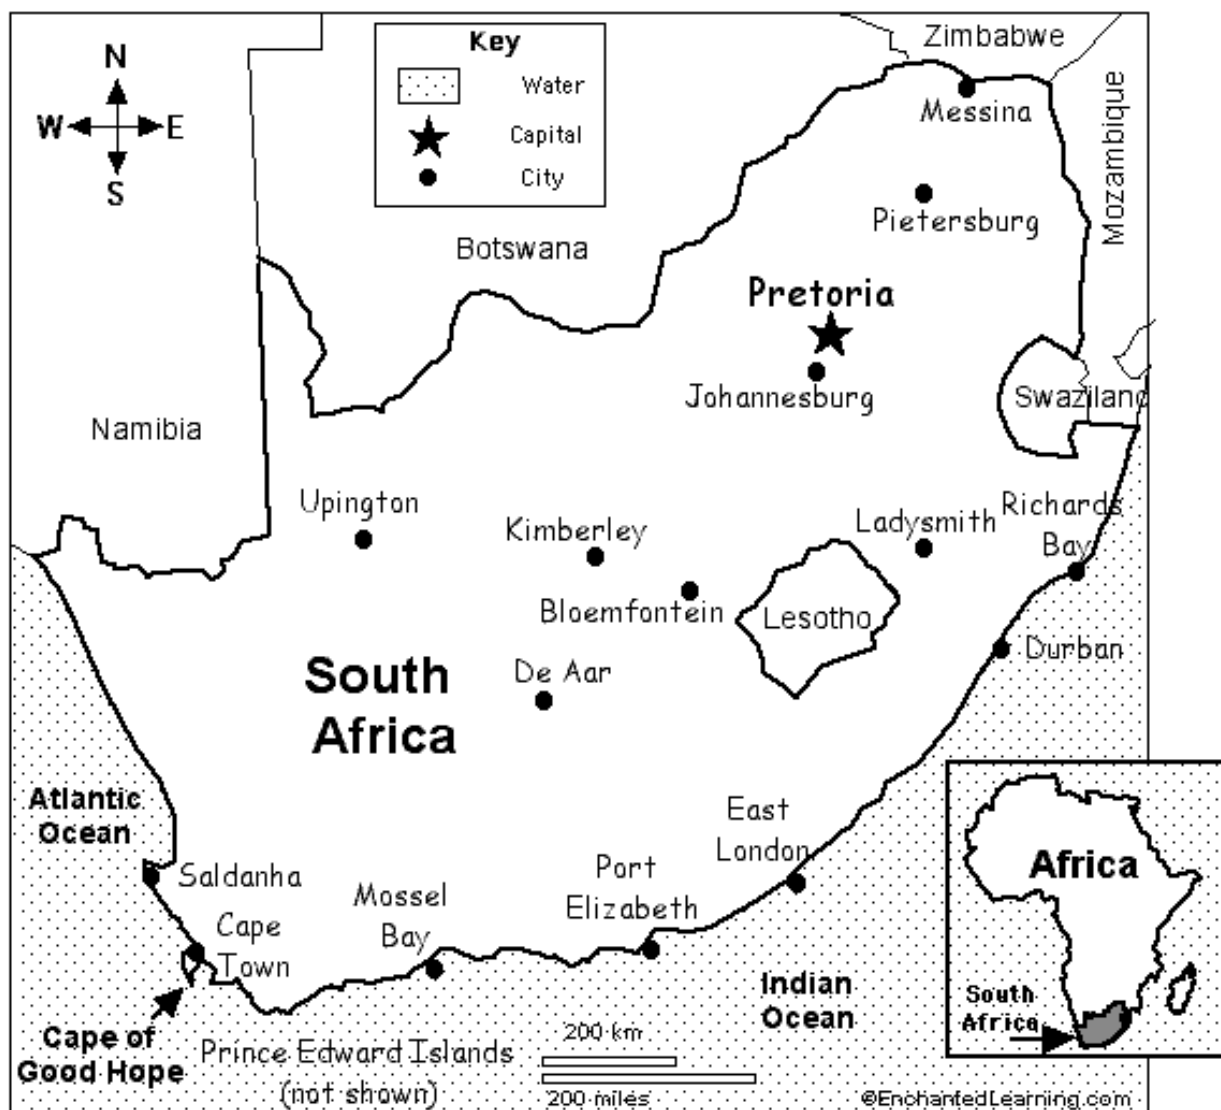 Key
Water
Capital
City
N
W E
S
Zimbabwe
Messina
Mozambique
Pietersburg
Botswana
Pretoria
Johannesburg
Swaziland
Namibia
Upington
Kimberley
Ladysmith
Richards
Bay
Bloemfontein
Lesotho
Durban
De Aar
South
Africa
Atlantic
Ocean
Saldanha
Cape
Town
Mossel
Bay
Port
Elizabeth
East
London
Cape of
Good Hope
Indian
Ocean
Prince Edward Islands
(not shown)
200 km
200 miles
Africa
South
Africa
©EnchantedLearning.com